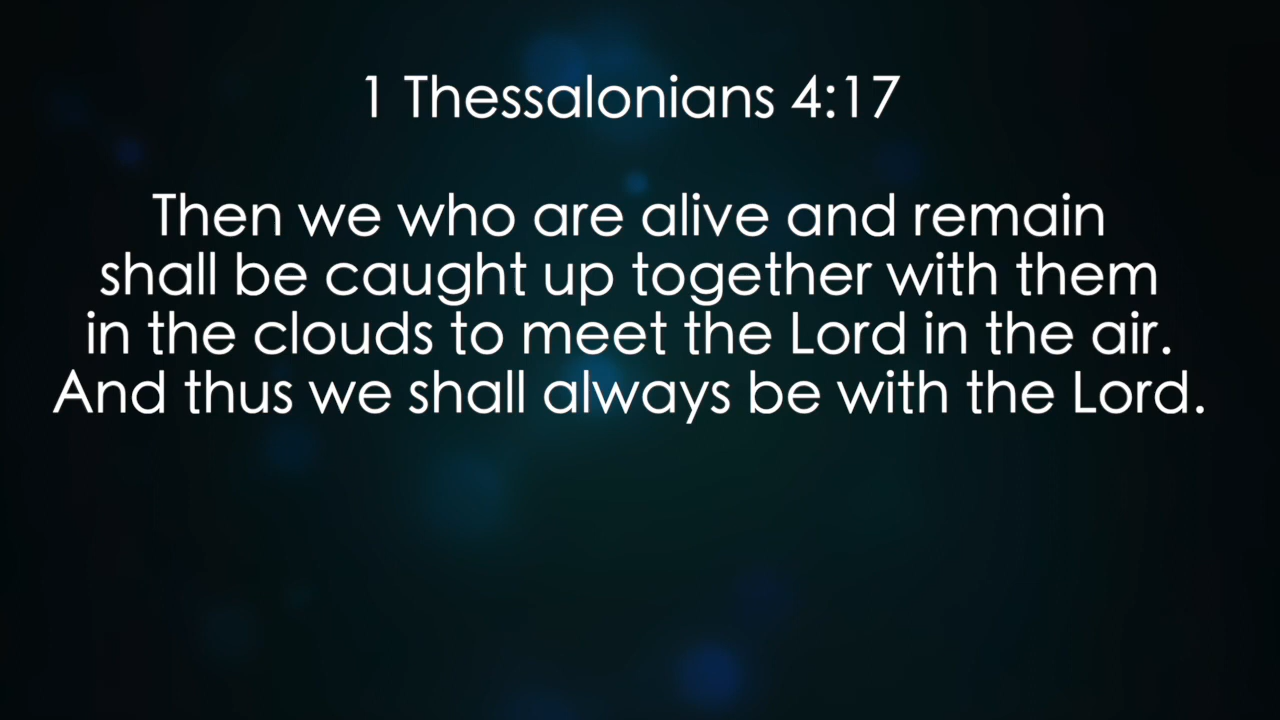 1 Thessalonians 4:17
Then we who are alive and remain
shall be caught up together with them
in the clouds to meet the Lord in the air.
And thus we shall always be with the Lord.